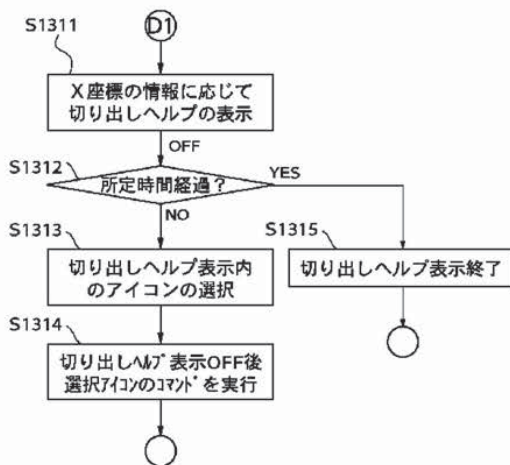 S1311
D1
X座標の情報に応じて
切り出しヘルプの表示
OFF
S1312
所定時間経過？
YES
NO
S1313
切り出しヘルプ表示内
のアイコンの選択
S1315
切り出しヘルプ表示終了
S1314
切り出しﾍﾙﾌﾟ表示OFF後
選択ｱｲｺﾝのｺﾏﾝﾄﾞを実行